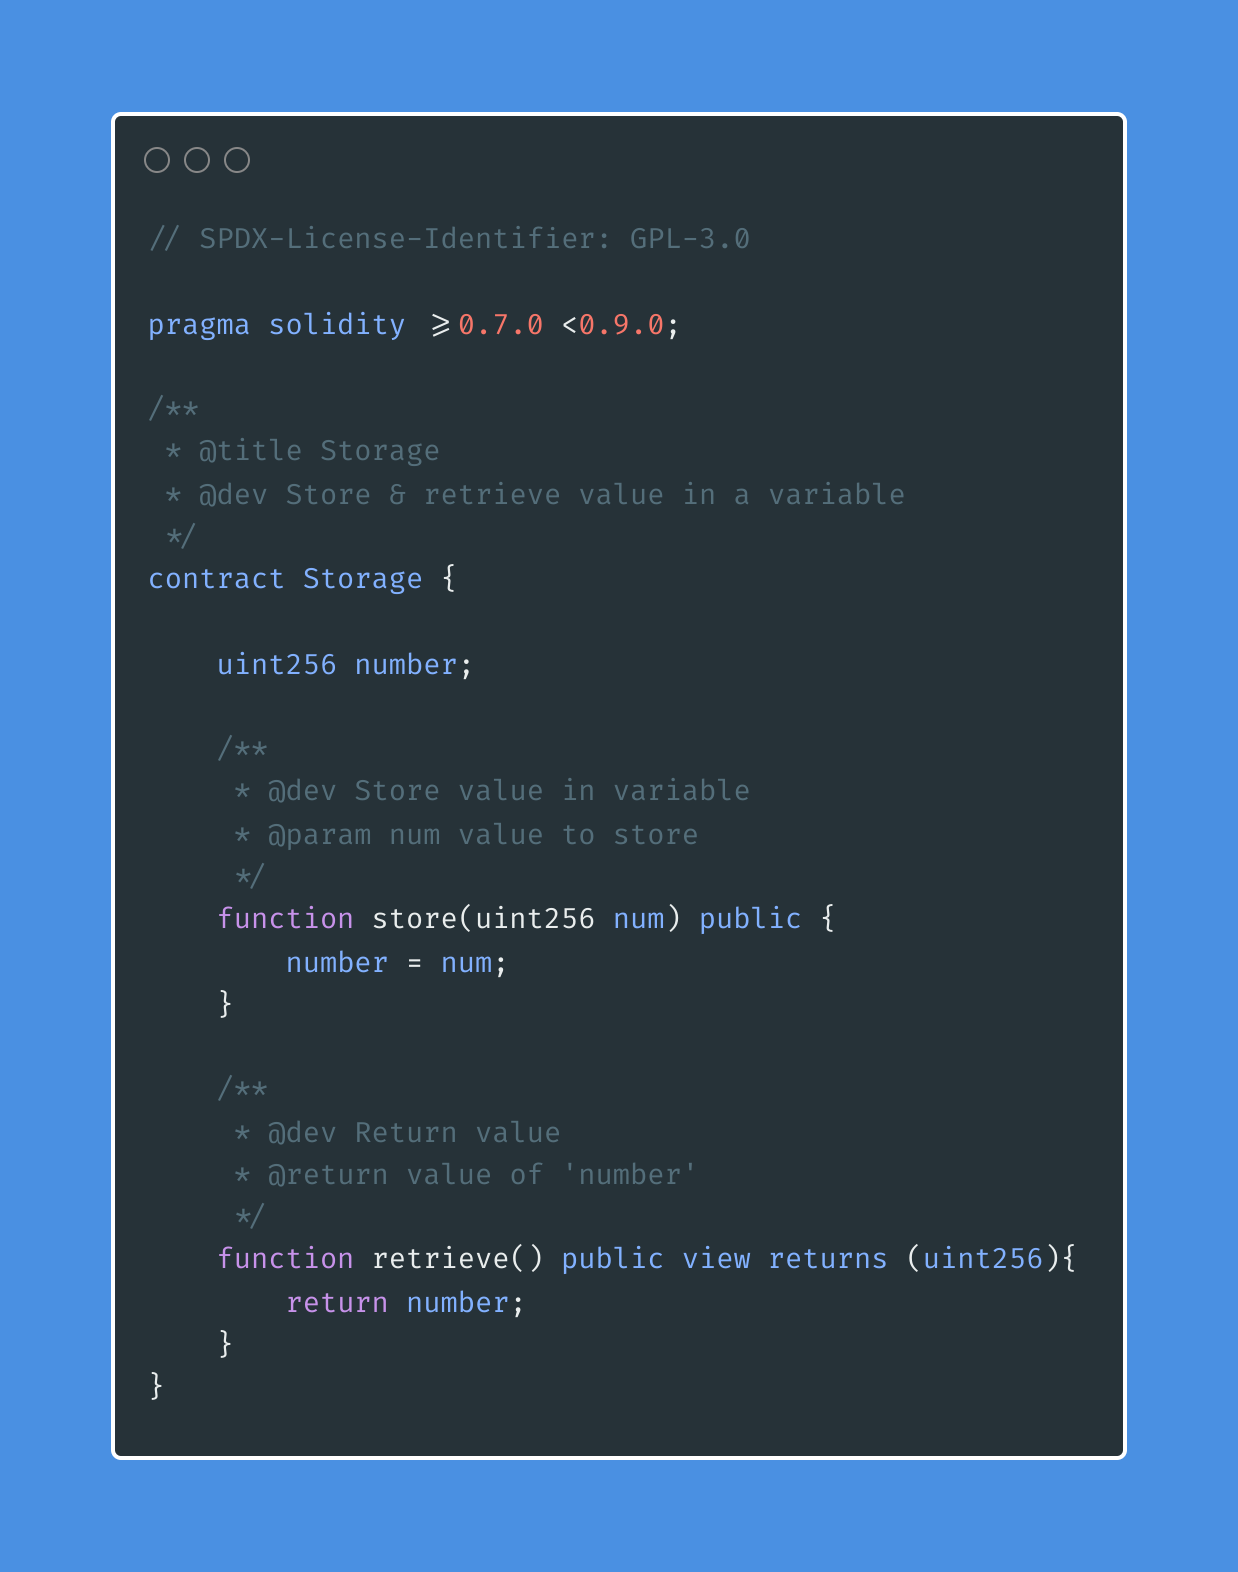 // SPDX-License-Identifier: GPL-3.0

pragma solidity >=0.7.0 <0.9.0;

/**
 * @title Storage
 * @dev Store & retrieve value in a variable
 */
contract Storage {

    uint256 number;

    /**
     * @dev Store value in variable
     * @param num value to store
     */
    function store(uint256 num) public {
        number = num;
    }

    /**
     * @dev Return value
     * @return value of 'number'
     */
    function retrieve() public view returns (uint256){
        return number;
    }
}